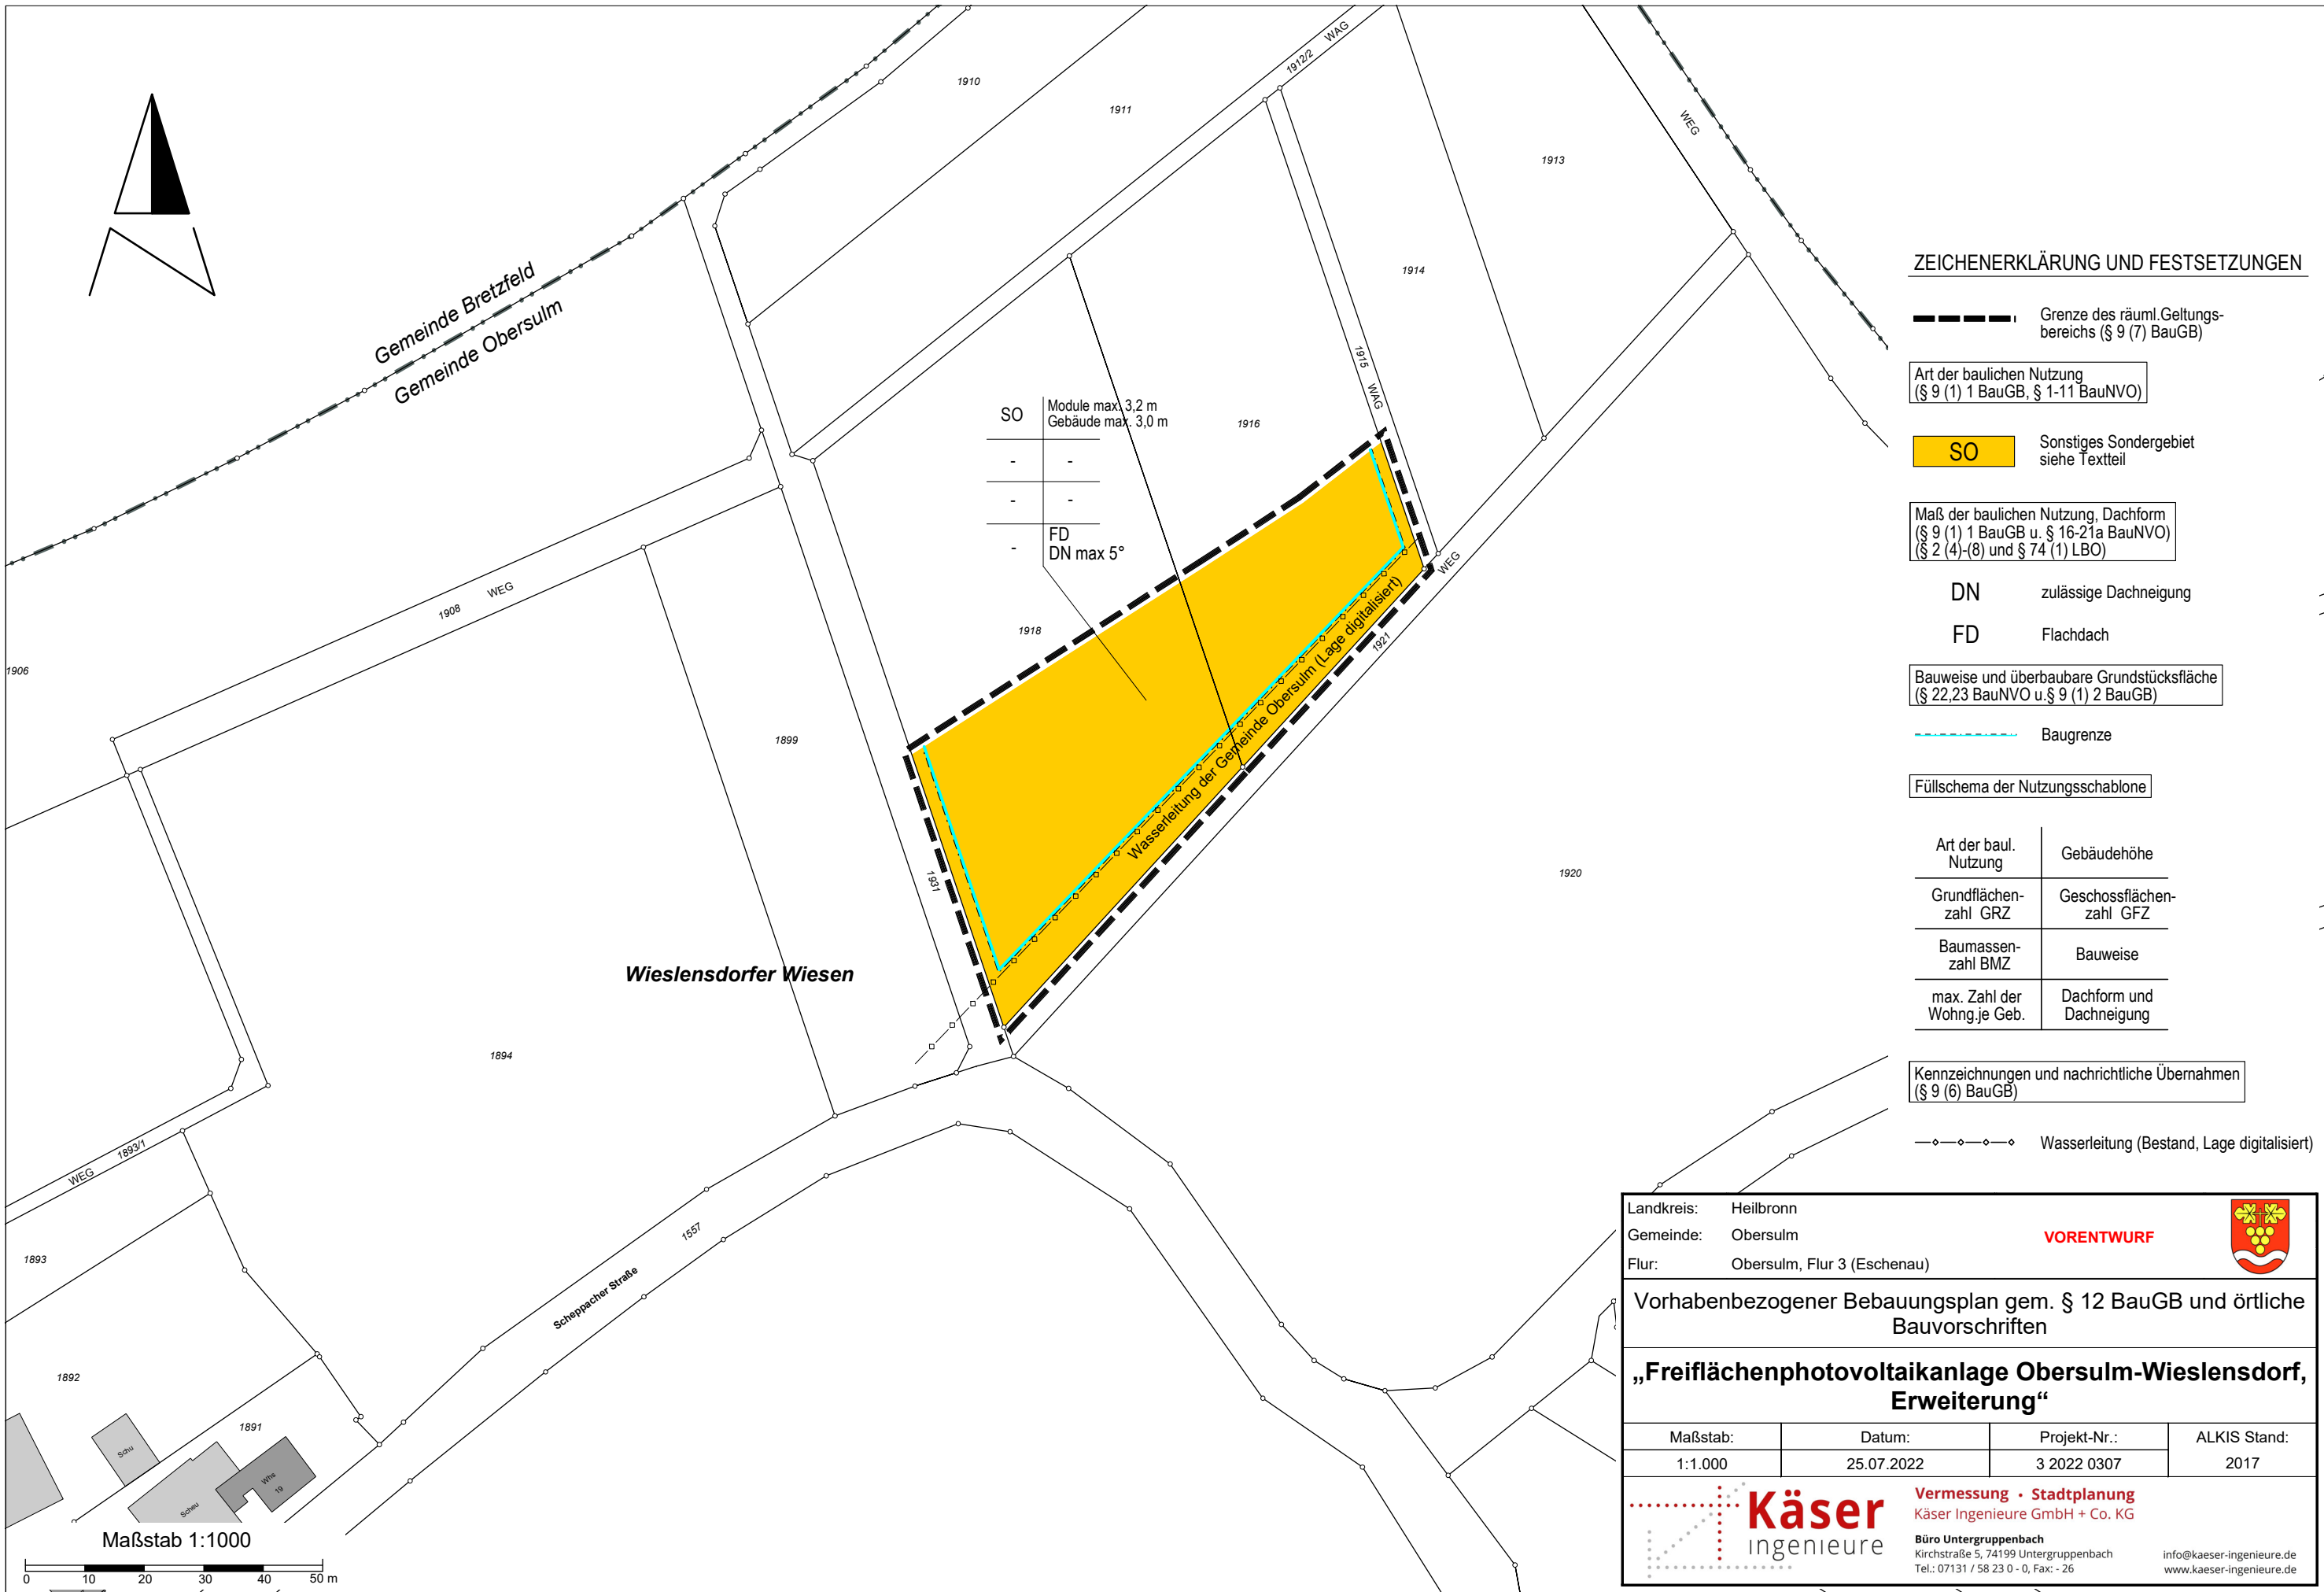 1910
1911
1912/2
WAG
WEG
1913
1914
1915
WAG
1916
Gemeinde Bretzfeld
Gemeinde Obersulm
SO
Module max. 3,2 m
Gebäude max. 3,0 m
-
-
-
-
-
FD
DN max 5°
WEG
1908
WEG
1906
1918
1899
1921
Wasserleitung der Gemeinde Obersulm (Lage digitalisiert)
1931
1920
Wieslensdorfer Wiesen
1894
WEG
1893/1
1893
1557
Scheppacher Straße
1892
1891
Schu
Scheu
Whs
19
Maßstab 1:1000
0 10 20 30 40 50 m
ZEICHENERKLÄRUNG UND FESTSETZUNGEN
Grenze des räuml.Geltungs-
bereichs (§ 9 (7) BauGB)
Art der baulichen Nutzung
(§ 9 (1) 1 BauGB, § 1-11 BauNVO)
SO
Sonstiges Sondergebiet
siehe Textteil
Maß der baulichen Nutzung, Dachform
(§ 9 (1) 1 BauGB u. § 16-21a BauNVO)
(§ 2 (4)-(8) und § 74 (1) LBO)
DN zulässige Dachneigung
FD Flachdach
Bauweise und überbaubare Grundstücksfläche
(§ 22,23 BauNVO u.§ 9 (1) 2 BauGB)
Baugrenze
Füllschema der Nutzungsschablone
Art der baul.
Nutzung
Gebäudehöhe
Grundflächen-
zahl GRZ
Geschossflächen-
zahl GFZ
Baumassen-
zahl BMZ
Bauweise
max. Zahl der
Wohng.je Geb.
Dachform und
Dachneigung
Kennzeichnungen und nachrichtliche Übernahmen
(§ 9 (6) BauGB)
Wasserleitung (Bestand, Lage digitalisiert)
Landkreis: Heilbronn
Gemeinde: Obersulm
VORENTWURF
Flur: Obersulm, Flur 3 (Eschenau)
Vorhabenbezogener Bebauungsplan gem. § 12 BauGB und örtliche
Bauvorschriften
„Freiflächenphotovoltaikanlage Obersulm-Wieslensdorf,
Erweiterung“
Maßstab: Datum: Projekt-Nr.: ALKIS Stand:
1:1.000 25.07.2022 3 2022 0307 2017
Käser
ingenieure
Vermessung • Stadtplanung
Käser Ingenieure GmbH + Co. KG
Büro Untergruppenbach
Kirchstraße 5, 74199 Untergruppenbach
Tel.: 07131 / 58 23 0 - 0, Fax: - 26
info@kaeser-ingenieure.de
www.kaeser-ingenieure.de